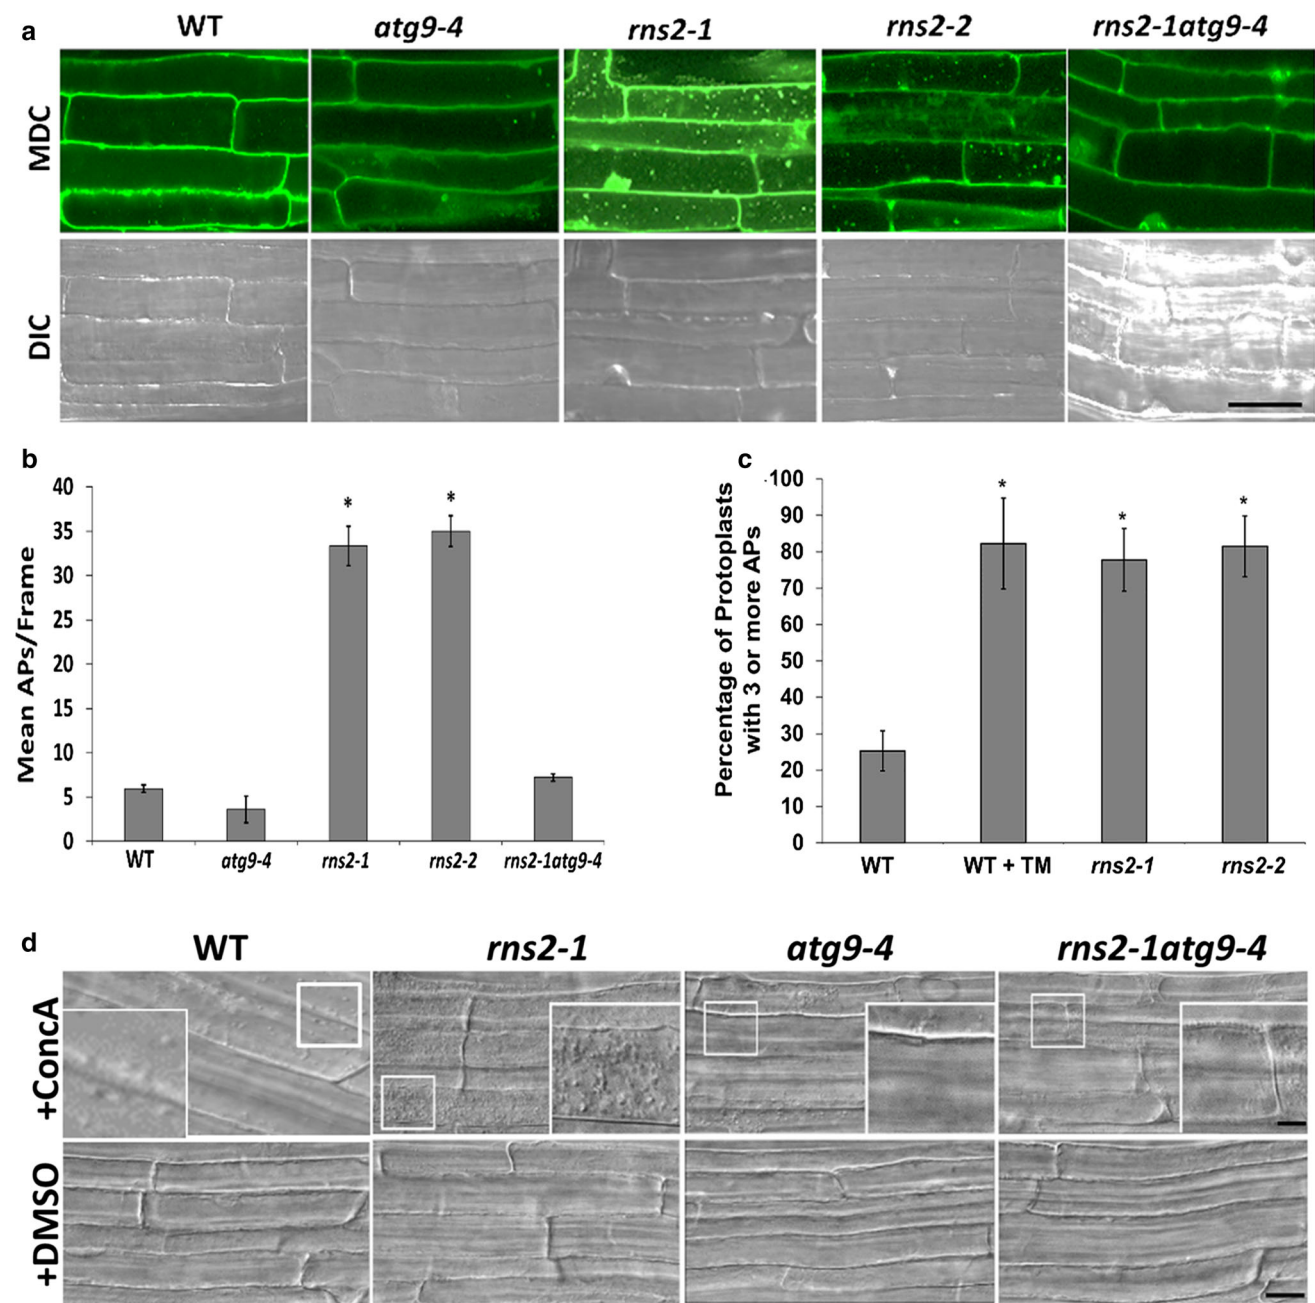 a
WT atg9-4 rns2-1 rns2-2 rns2-1atg9-4
MDC
DIC
b
Mean APs/Frame
40
35
30
25
20
15
10
5
0
*
*
WT atg9-4 rns2-1 rns2-2 rns2-1atg9-4
c
Percentage of Protoplasts
with 3 or more APs
100
90
80
70
60
50
40
30
20
10
0
*
*
*
WT WT + TM rns2-1 rns2-2
d
WT rns2-1 atg9-4 rns2-1atg9-4
+ConcA
+DMSO